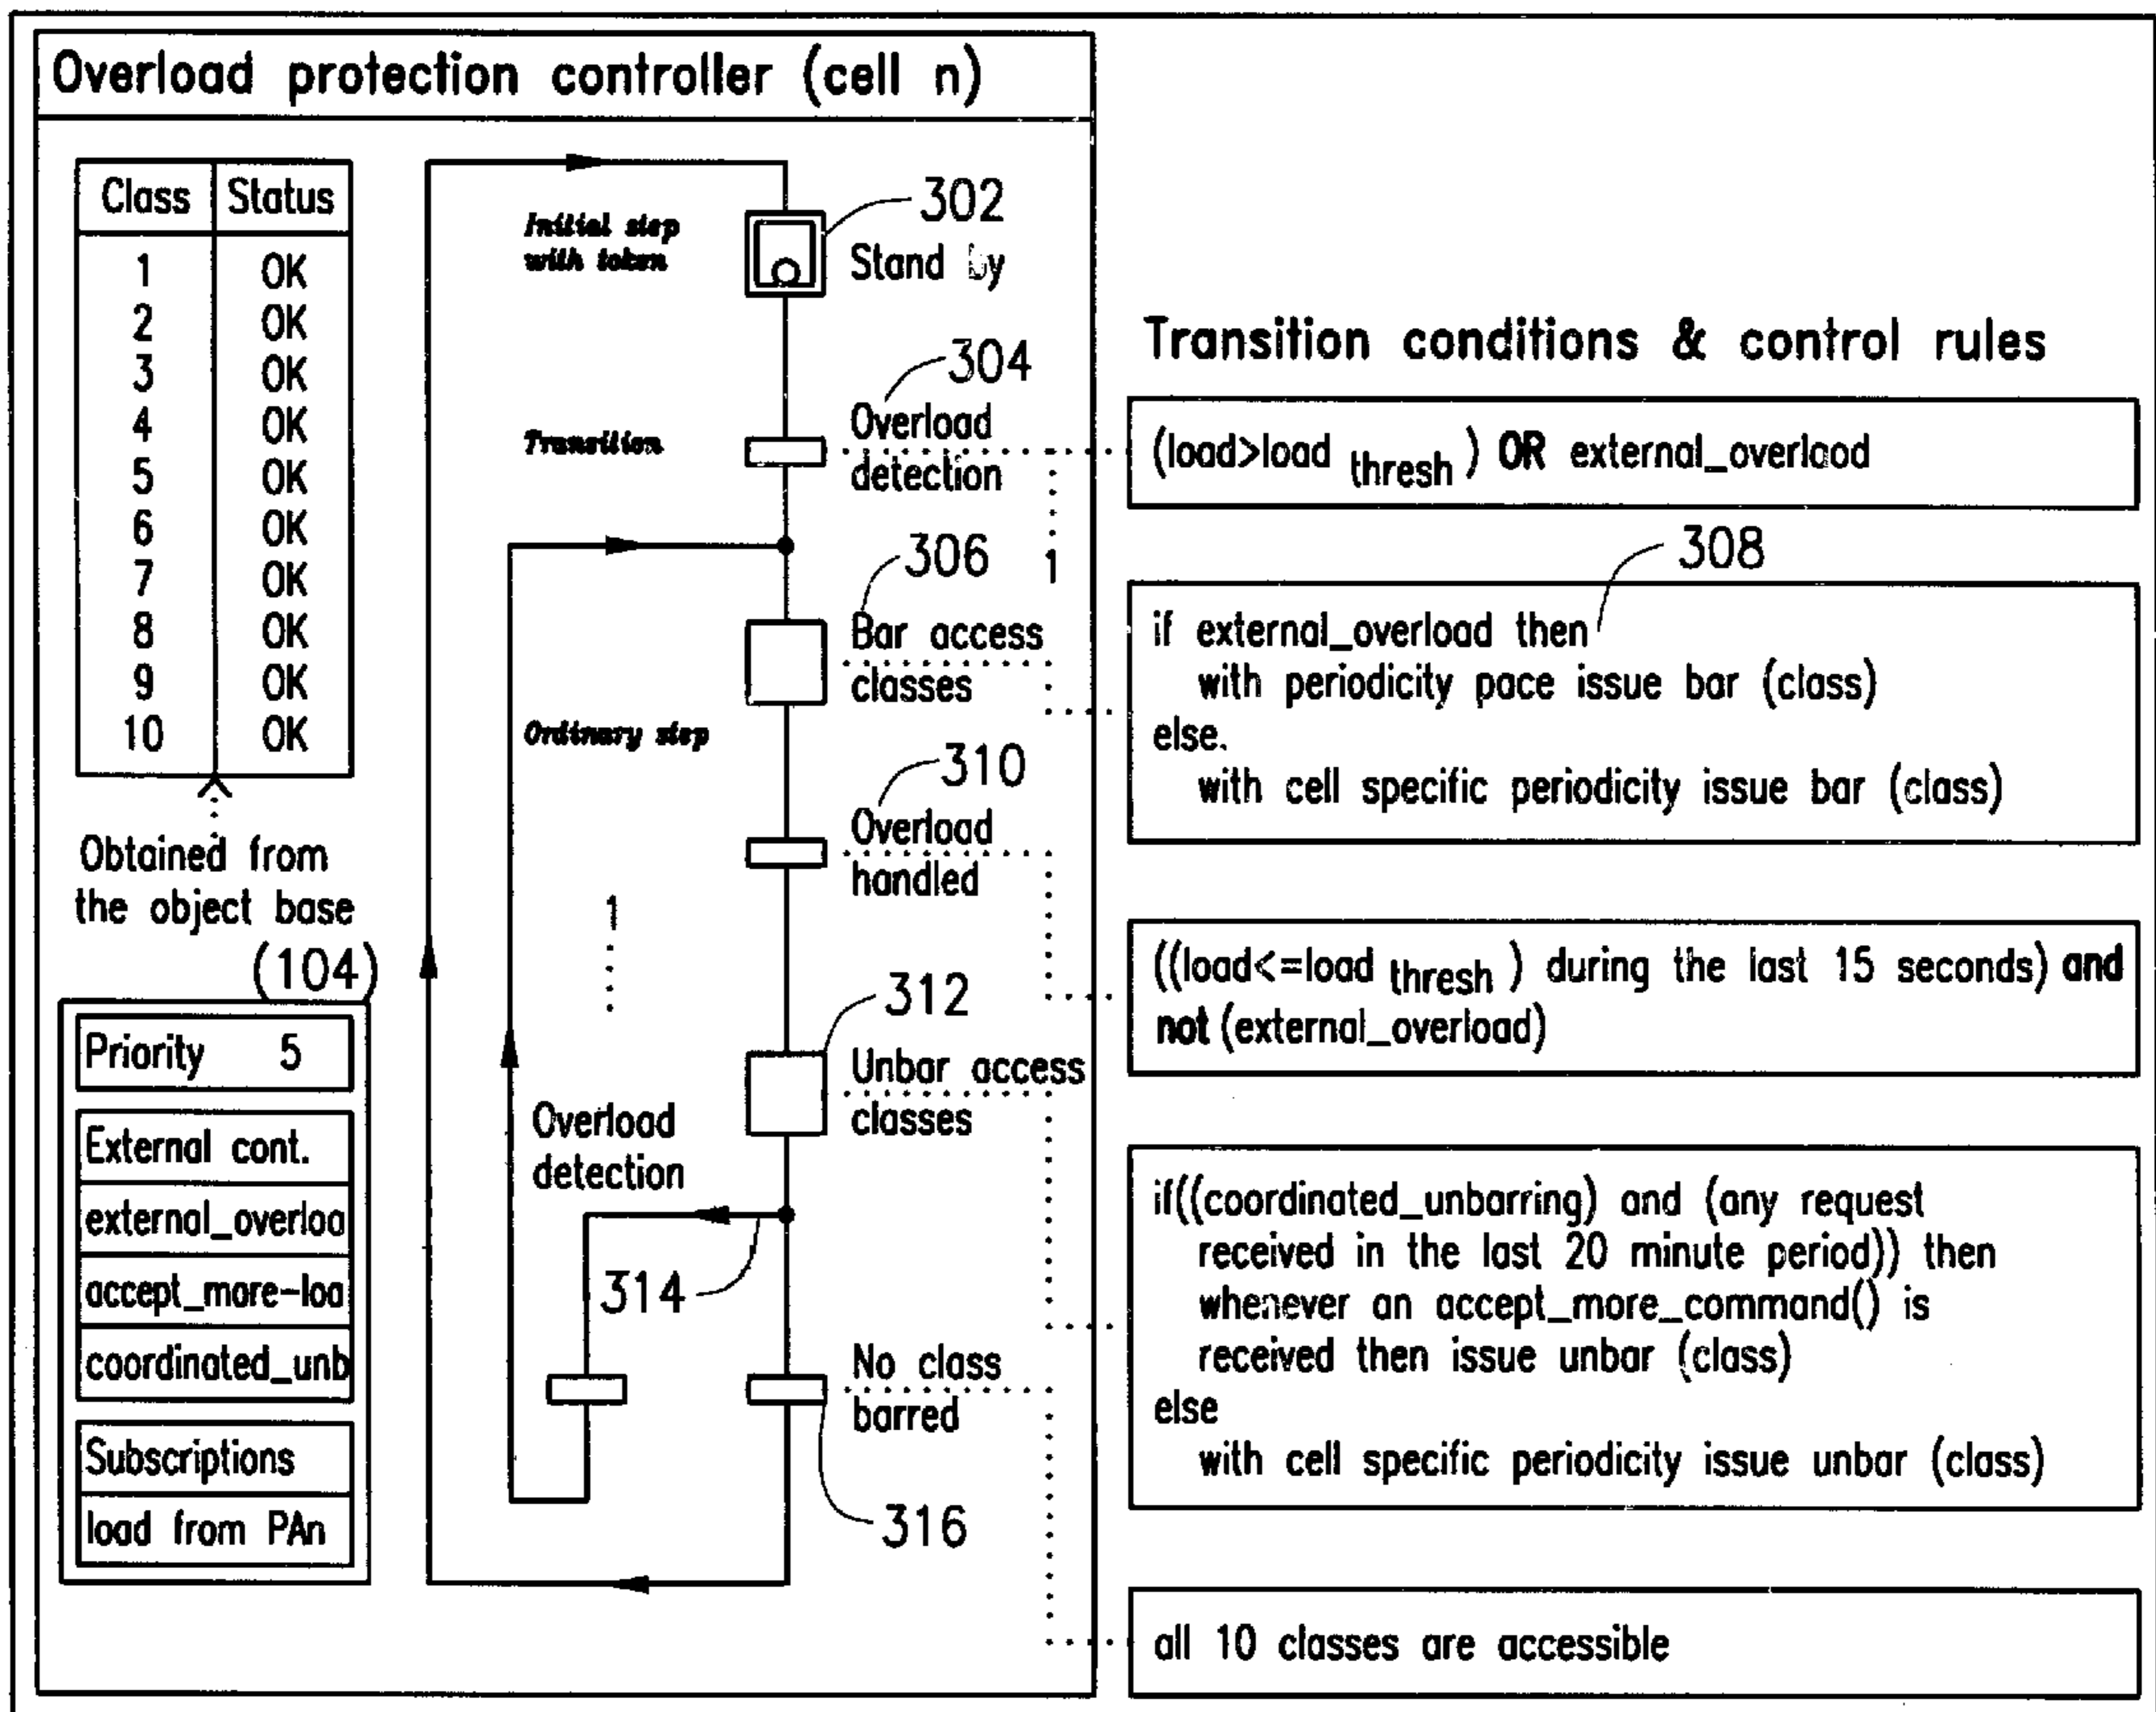 Overload protection controller (cell n)
Class Status
1 OK
2 OK
3 OK
4 OK
5 OK
6 OK
7 OK
8 OK
9 OK
10 OK
Obtained from
the object base
(104)
Priority 5
External cont.
external_overloa
accept_more-loa
coordinated_unb
Subscriptions
load from PAn
Initial step
with token
302
Stand by
304
Transition
Overload
detection
1
306
Bar access
classes
Ordinary step
310
Overload
handled
1
312
Unbar access
classes
Overload
detection
314
No class
barred
316
Transition conditions & control rules
(load>load thresh ) OR external_overlaod
308
if external_overload then
with periodicity pace issue bar (class)
else.
with cell specific periodicity issue bar (class)
((load<=load thresh ) during the last 15 seconds) and
not (external_overload)
if((coordinated_unbarring) and (any request
received in the last 20 minute period)) then
whenever an accept_more_command() is
received then issue unbar (class)
else
with cell specific periodicity issue unbar (class)
all 10 classes are accessible